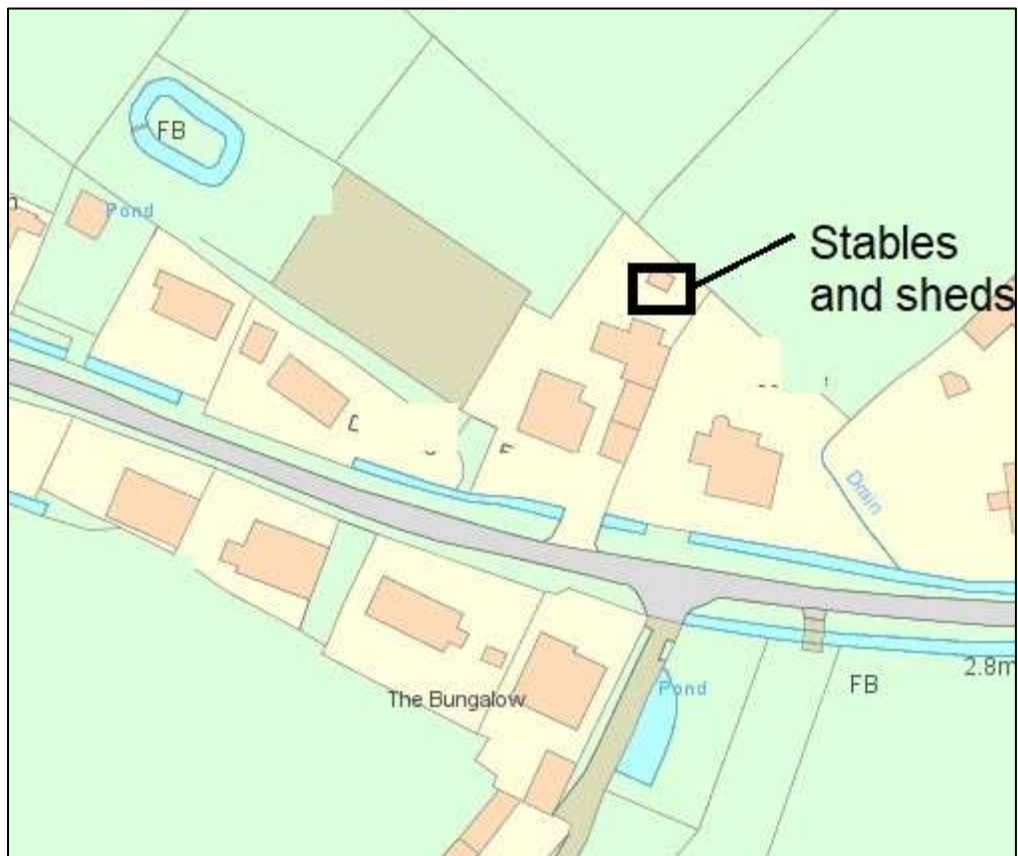 FB
Pond
Stables
and sheds
Drain
The Bungalow
Pond
FB
2.8m